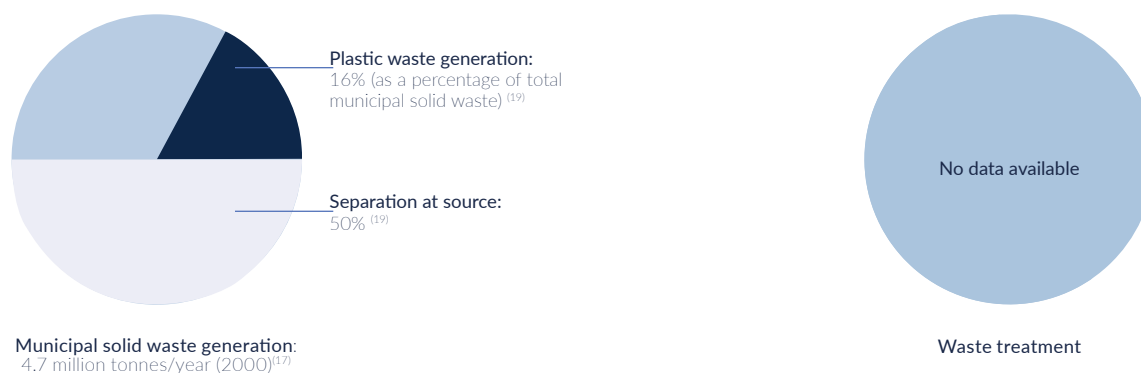 Plastic waste generation:
16% (as a percentage of total
municipal solid waste) (19)
Separation at source:
50% (19)
Municipal solid waste generation:
4.7 million tonnes/year (2000)(17)
No data available
Waste treatment